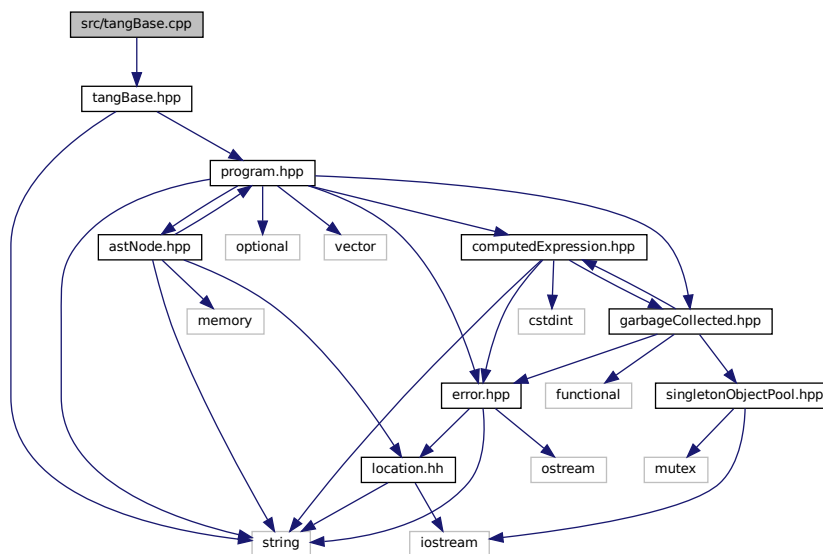 src/tangBase.cpp
tangBase.hpp
program.hpp
astNode.hpp
optional
vector
computedExpression.hpp
memory
cstdint
garbageCollected.hpp
error.hpp
functional
singletonObjectPool.hpp
location.hh
ostream
mutex
string
iostream